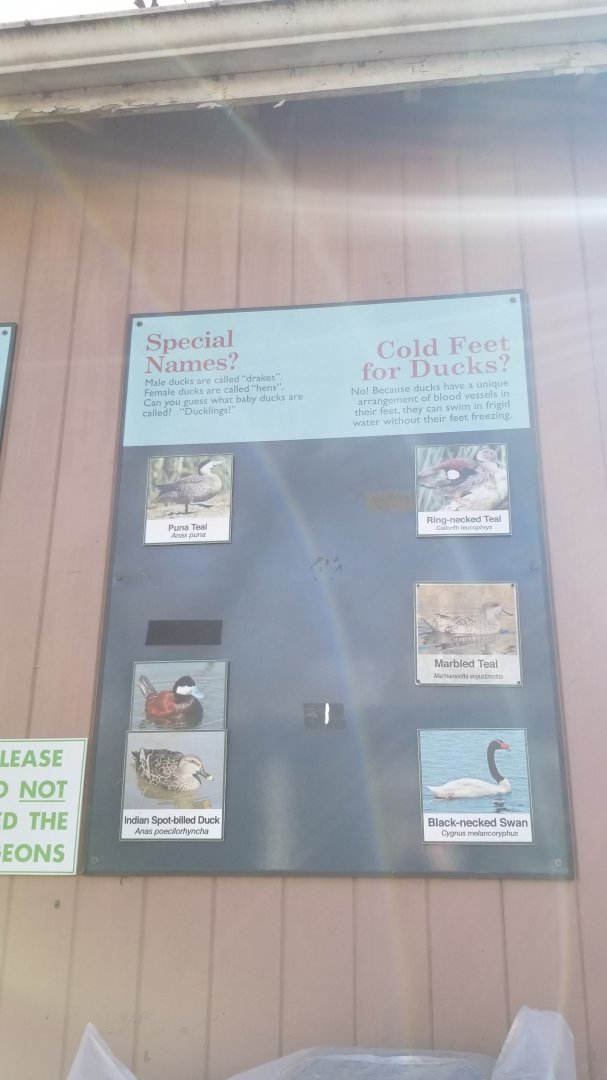 Special
Names?
Male ducks are called "drakes".
Female ducks are called "hens".
Can you guess what baby ducks are
called? "Ducklings!"
Cold Feet
for Ducks?
No! Because ducks have a unique
arrangement of blood vessels in
their feet, they can swim in frigid
water without their feet freezing.
Puna Teal
Anas puna
Ring-necked Teal
Callonetta leucophrys
Marbled Teal
Marmaronetta angustirostris
Indian Spot-billed Duck
Anas poecilorhyncha
Black-necked Swan
Cygnus melancoryphus
LEASE
O NOT
ED THE
GEONS